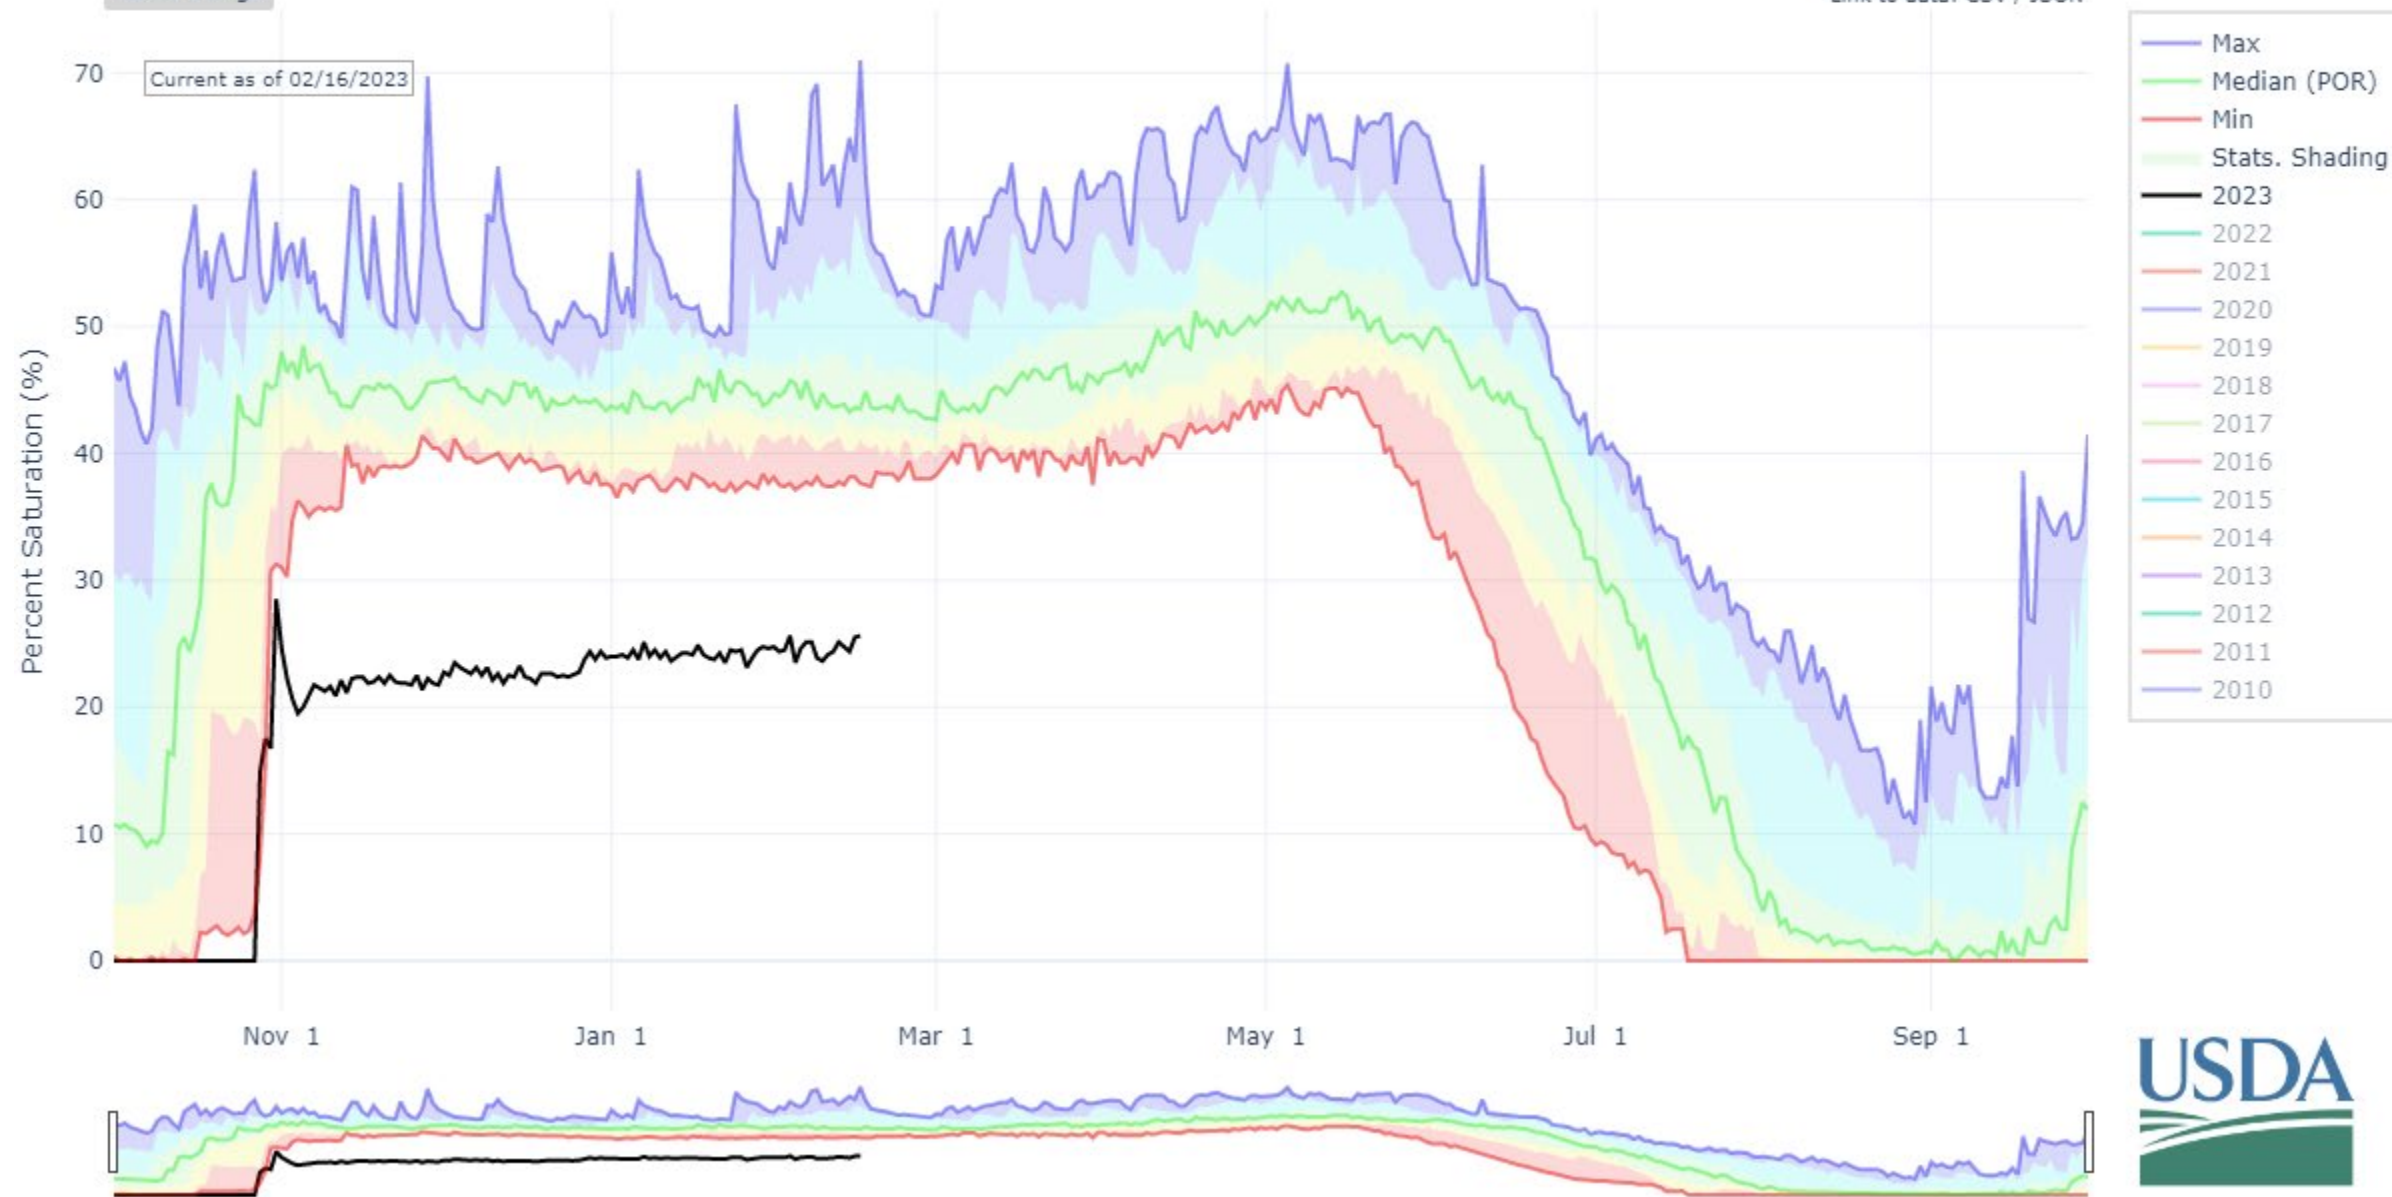 Current as of 02/16/2023
Percent Saturation (%)
70
60
50
40
30
20
10
0
Nov 1
Jan 1
Mar 1
May 1
Jul 1
Sep 1
Max
Median (POR)
Min
Stats. Shading
2023
2022
2021
2020
2019
2018
2017
2016
2015
2014
2013
2012
2011
2010
USDA